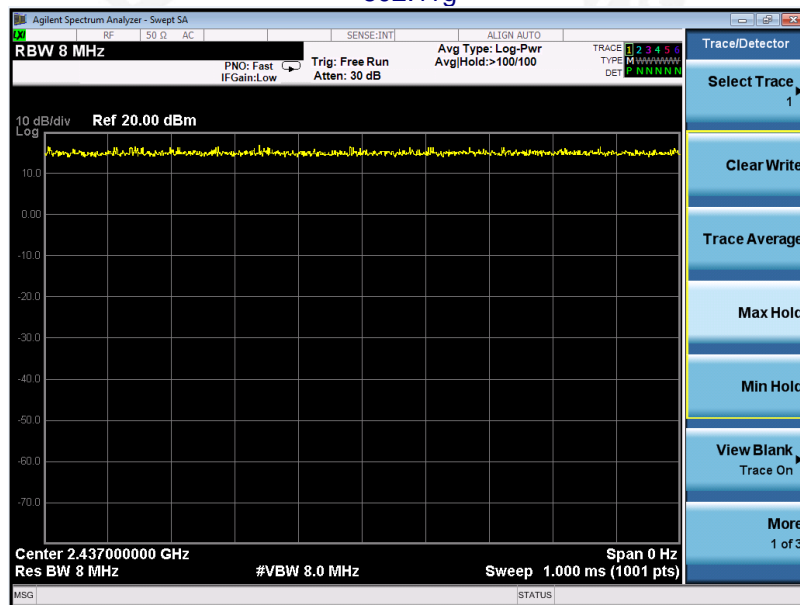 Agilent Spectrum Analyzer - Swept SA
LXI RF 50 Ω AC SENSE:INT ALIGN AUTO
RBW 8 MHz
PNO: Fast
IFGain:Low
Trig: Free Run
Atten: 30 dB
Avg Type: Log-Pwr
Avg|Hold:>100/100
TRACE 1 2 3 4 5 6
TYPE M WWWWW
DET P N N N N N
10 dB/div Ref 20.00 dBm
Log
10.0
0.00
-10.0
-20.0
-30.0
-40.0
-50.0
-60.0
-70.0
Center 2.437000000 GHz Span 0 Hz
Res BW 8 MHz #VBW 8.0 MHz Sweep 1.000 ms (1001 pts)
MSG STATUS
Trace/Detector
Select Trace
1
Clear Write
Trace Average
Max Hold
Min Hold
View Blank
Trace On
More
1 of 3